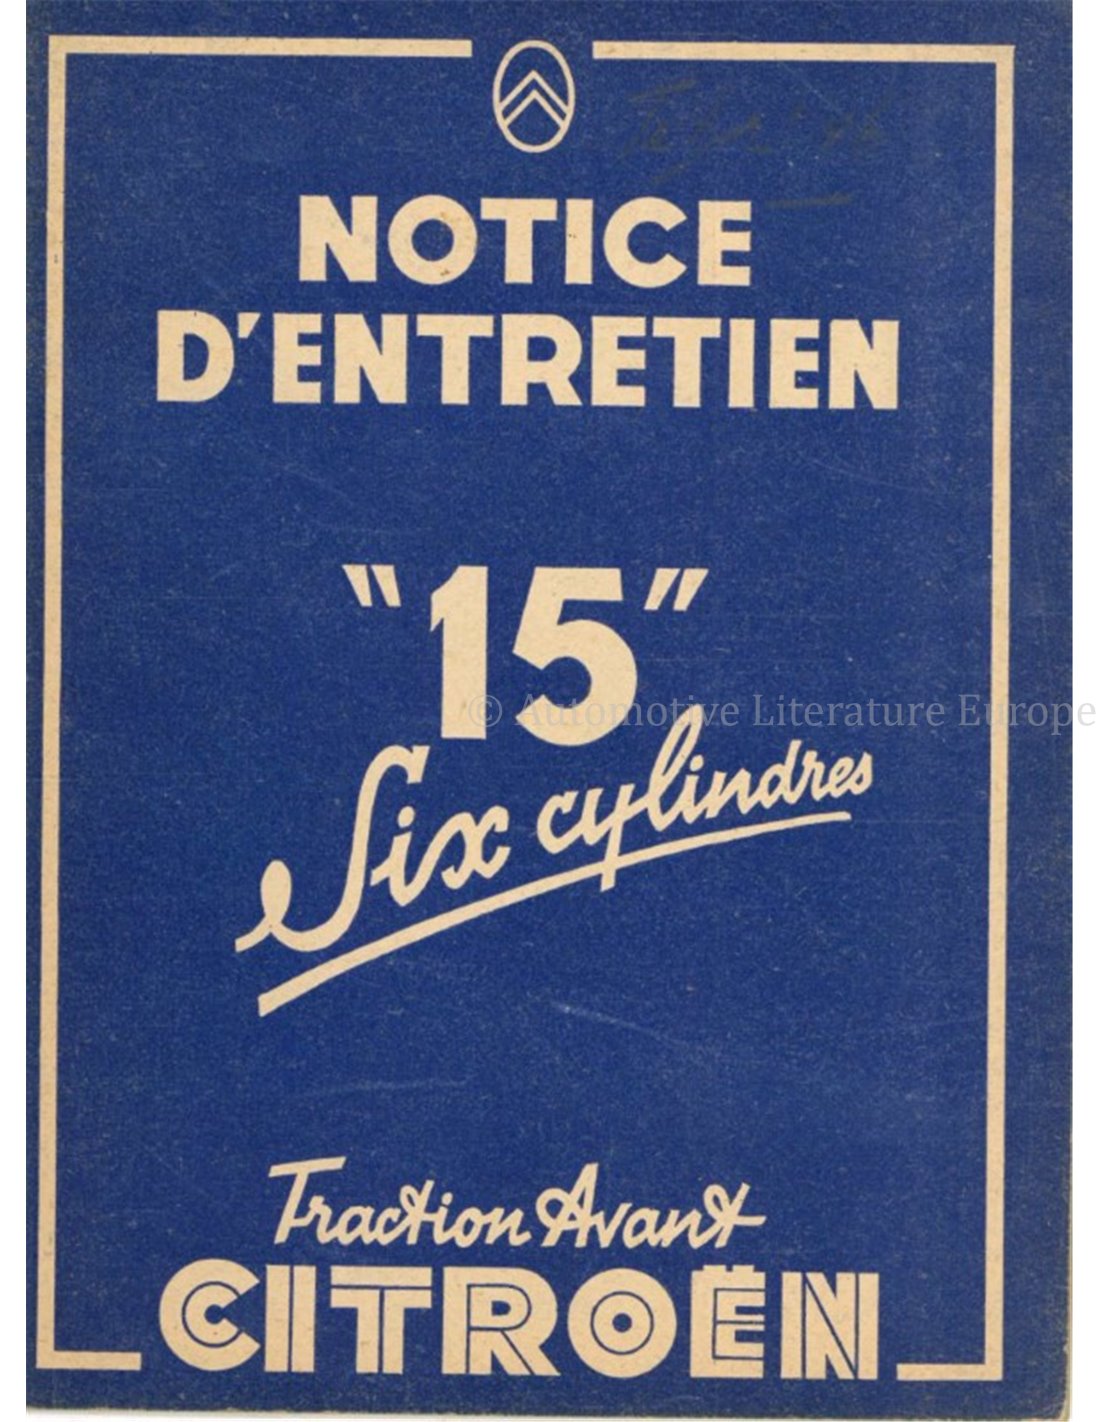 NOTICE
D'ENTRETIEN
"15"
© Automotive Literature Europe
Six cylindres
Traction Avant
CITROËN